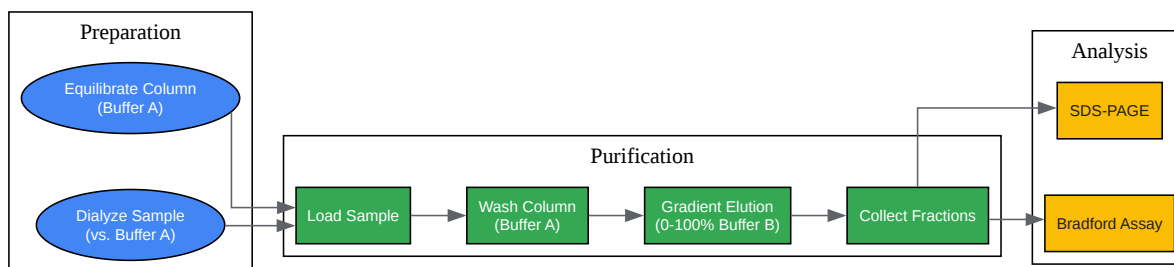 Preparation
Equilibrate Column
(Buffer A)
Dialyze Sample
(vs. Buffer A)
Purification
Load Sample
Wash Column
(Buffer A)
Gradient Elution
(0-100% Buffer B)
Collect Fractions
Analysis
SDS-PAGE
Bradford Assay